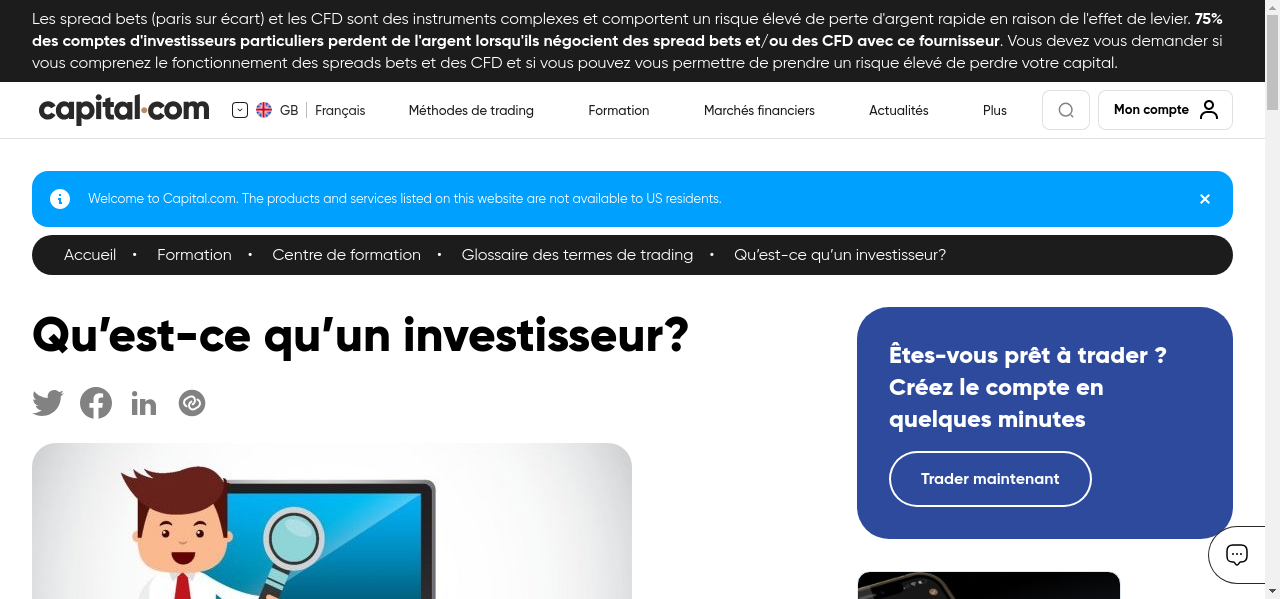 Les spread bets (paris sur écart) et les CFD sont des instruments complexes et comportent un risque élevé de perte d'argent rapide en raison de l'effet de levier. 75%
des comptes d'investisseurs particuliers perdent de l'argent lorsqu'ils négocient des spread bets et/ou des CFD avec ce fournisseur. Vous devez vous demander si
vous comprenez le fonctionnement des spreads bets et des CFD et si vous pouvez vous permettre de prendre un risque élevé de perdre votre capital.
capital.com GB Français Méthodes de trading Formation Marchés financiers Actualités Plus Mon compte
Welcome to Capital.com. The products and services listed on this website are not available to US residents.
Accueil • Formation • Centre de formation • Glossaire des termes de trading • Qu’est-ce qu’un investisseur?
Qu’est-ce qu’un investisseur?
Êtes-vous prêt à trader ?
Créez le compte en
quelques minutes
Trader maintenant